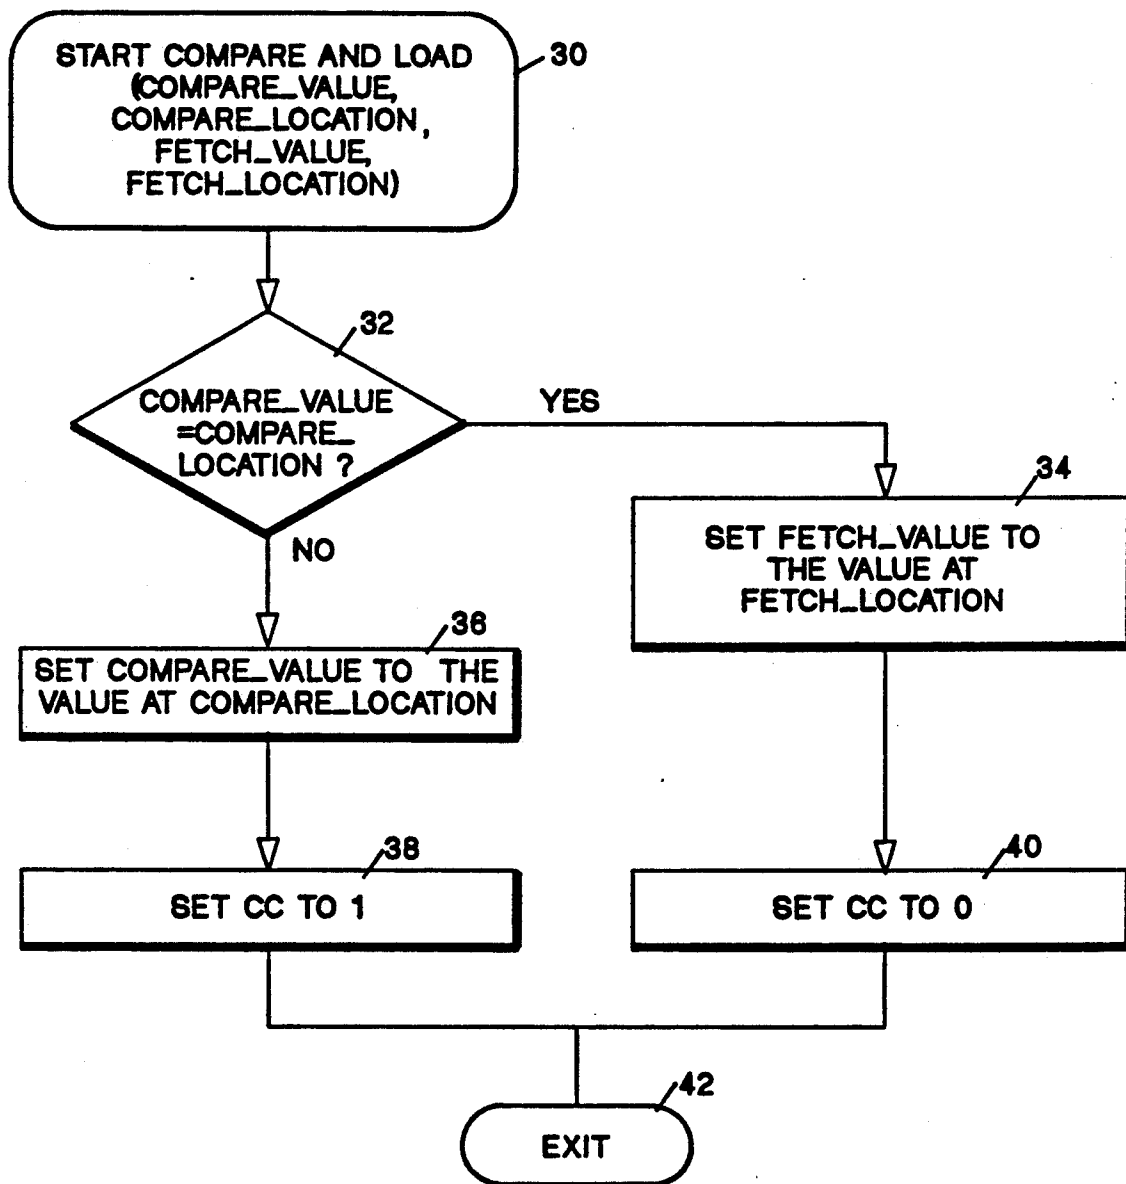 START COMPARE AND LOAD
(COMPARE_VALUE,
COMPARE_LOCATION,
FETCH_VALUE,
FETCH_LOCATION)
30
32
COMPARE_VALUE
=COMPARE_
LOCATION ?
YES
NO
34
SET FETCH_VALUE TO
THE VALUE AT
FETCH_LOCATION
36
SET COMPARE_VALUE TO THE
VALUE AT COMPARE_LOCATION
38
SET CC TO 1
40
SET CC TO 0
42
EXIT